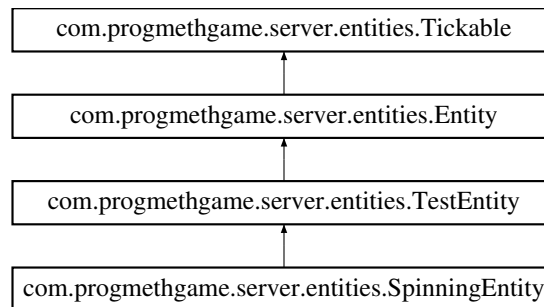 com.progmethgame.server.entities.Tickable
com.progmethgame.server.entities.Entity
com.progmethgame.server.entities.TestEntity
com.progmethgame.server.entities.SpinningEntity